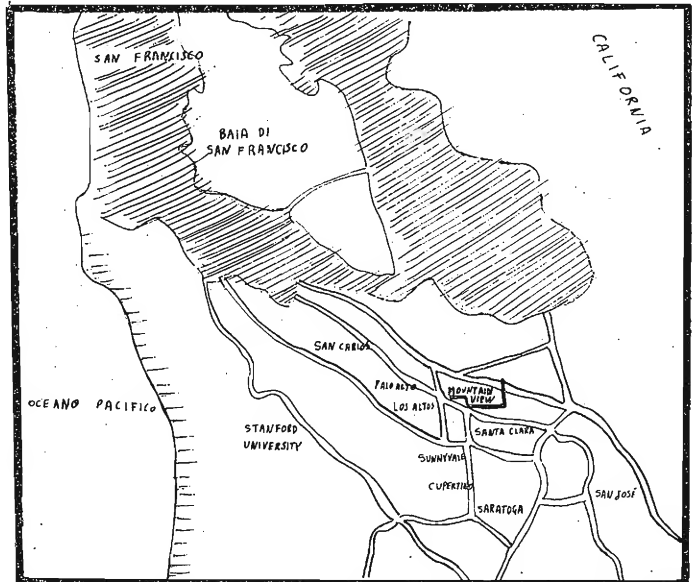 SAN FRANCISCO
CALIFORNIA
BAIA DI
SAN FRANCISCO
SAN CARLOS
PALO ALTO
MOUNTAIN
VIEW
OCEANO PACIFICO
LOS ALTOS
STANFORD
UNIVERSITY
SANTA CLARA
SUNNYVALE
CUPERTINO
SAN JOSÉ
SARATOGA